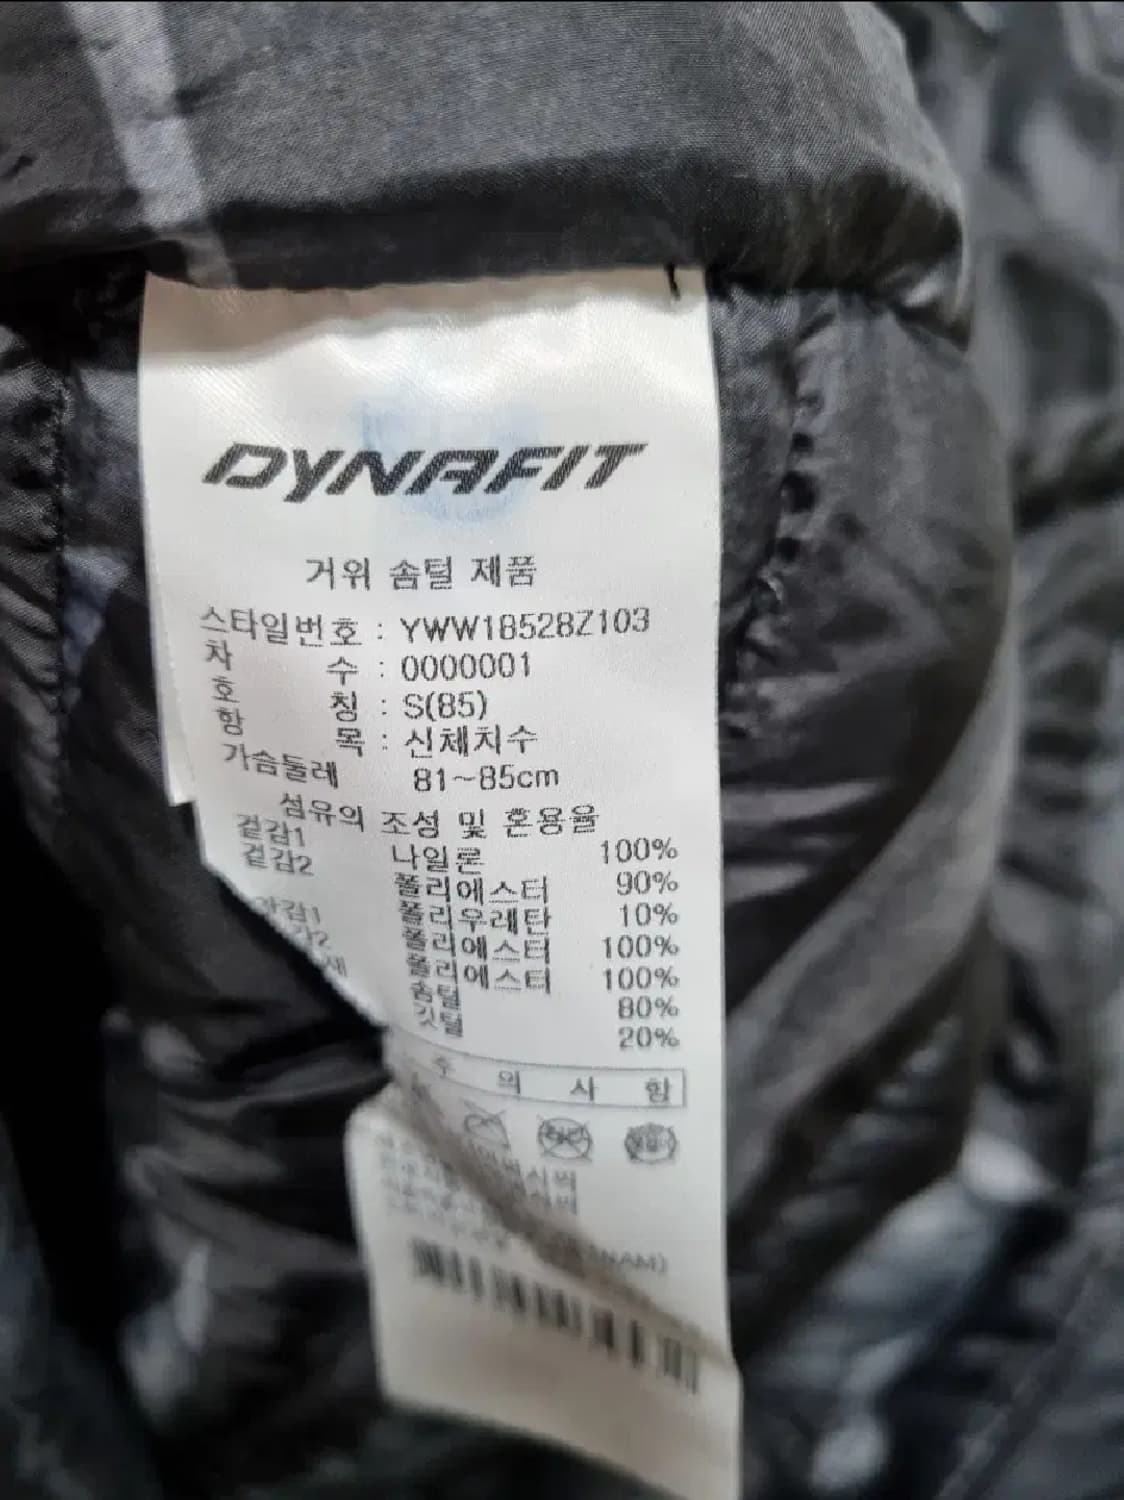 DYNAFIT
거위 솜털 제품
스타일번호 : YWW18528Z103
차 수 : 0000001
호 칭 : S(85)
항 목 : 신체치수
가슴둘레 81~85cm
섬유의 조성 및 혼용율
겉감1 나일론 100%
겉감2 폴리에스터 90%
폴리우레탄 10%
폴리에스터 100%
폴리에스터 100%
솜털 80%
깃털 20%
주 의 사 항